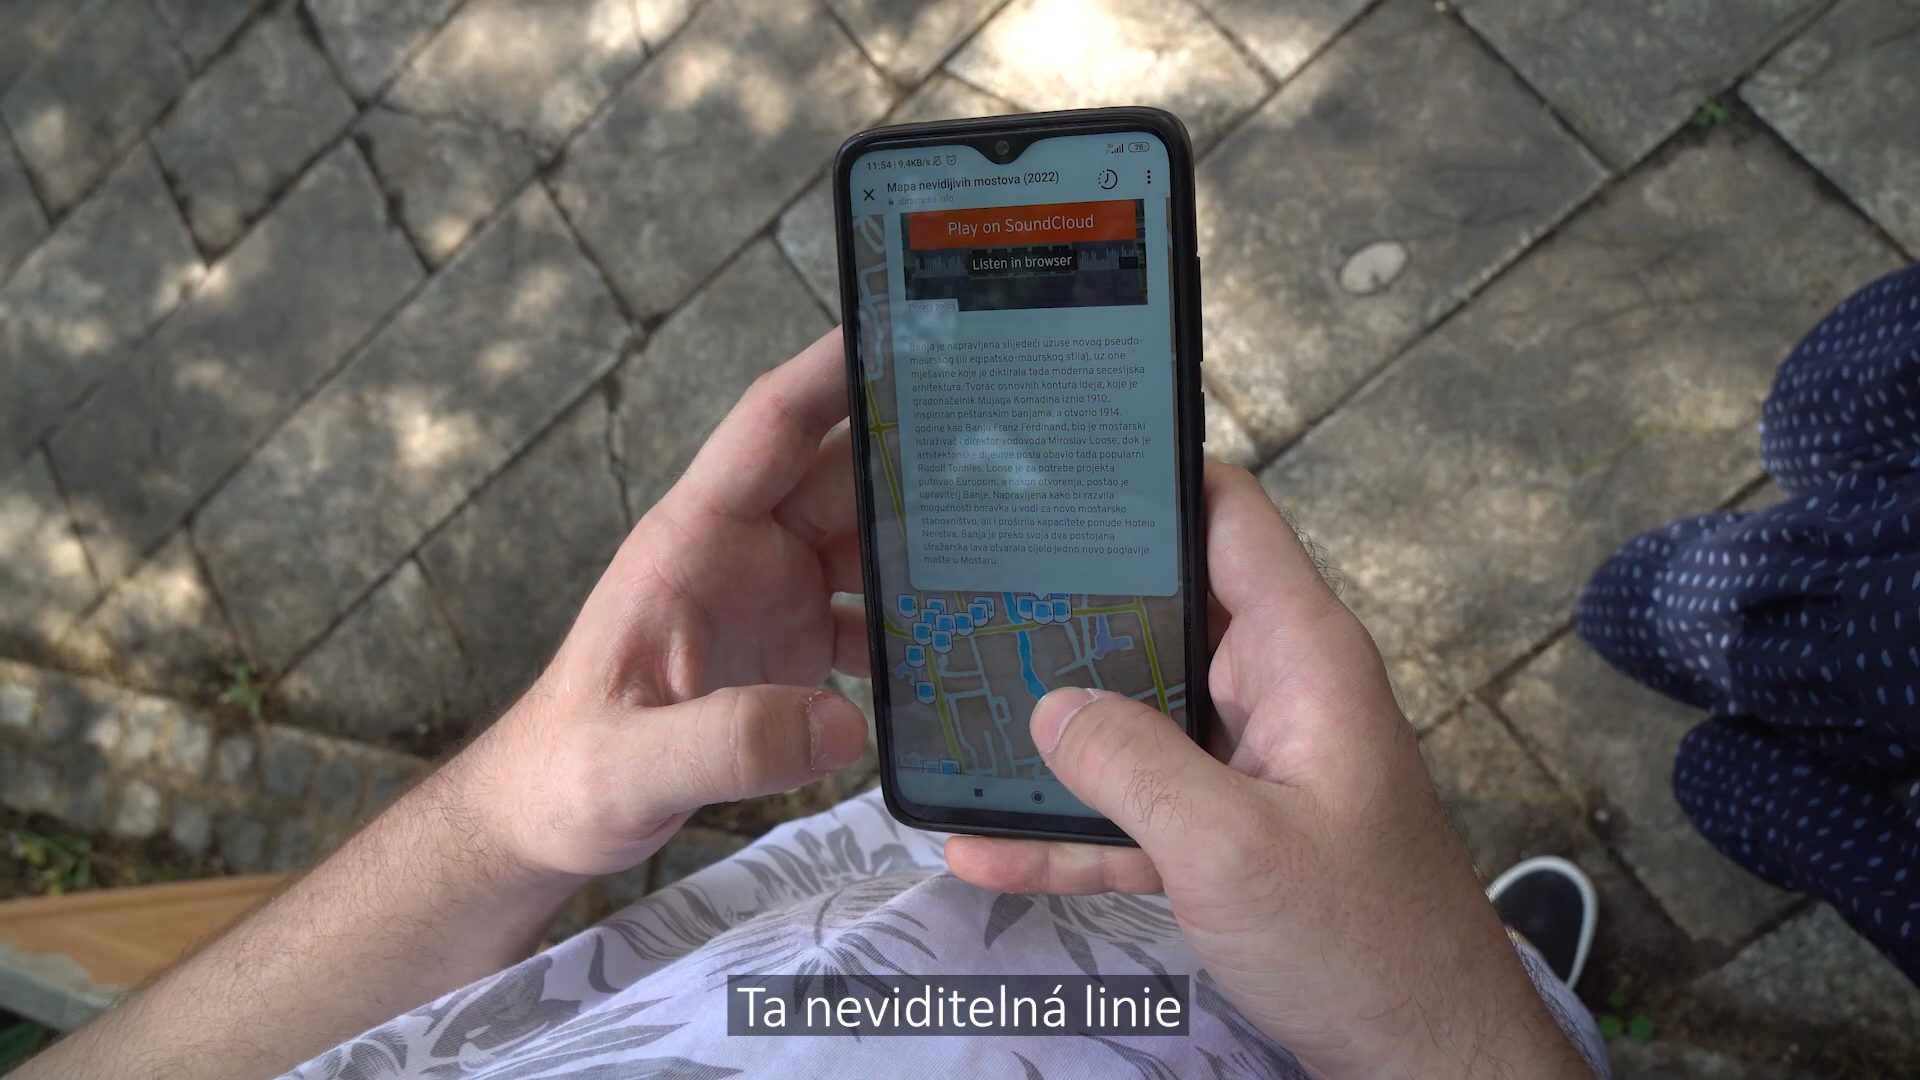 11:54 | 9,4KB/s
76
Mapa nevidljivih mostova (2022)
abrasradio.info
Play on SoundCloud
Listen in browser
Privacy policy
Banja je napravljena slijedeći uzuse novog pseudo-
maurskog (ili egipatsko-maurskog stila), uz one
mješavine koje je diktirala tada moderna secesijska
arhitektura. Tvorac osnovnih kontura ideja, koje je
gradonačelnik Mujaga Komadina iznio 1910.
inspiriran peštanskim banjama, a otvorio 1914.
godine kao Banju Franz Ferdinand, bio je mostarski
istraživač i direktor vodovoda Miroslav Loose, dok je
arhitektonske dijelove posla obavio tada popularni
Rudolf Tonnies. Loose je za potrebe projekta
putovao Europom, a nakon otvorenja, postao je
upravitelj Banje. Napravljena kako bi razvila
mogućnosti boravka u vodi za novo mostarsko
stanovništvo, ali i proširila kapacitete ponude Hotela
Neretva, Banja je preko svoja dva postojana
stražarska lava otvarala cijelo jedno novo poglavlje
mašte u Mostaru.
Ta neviditelná linie